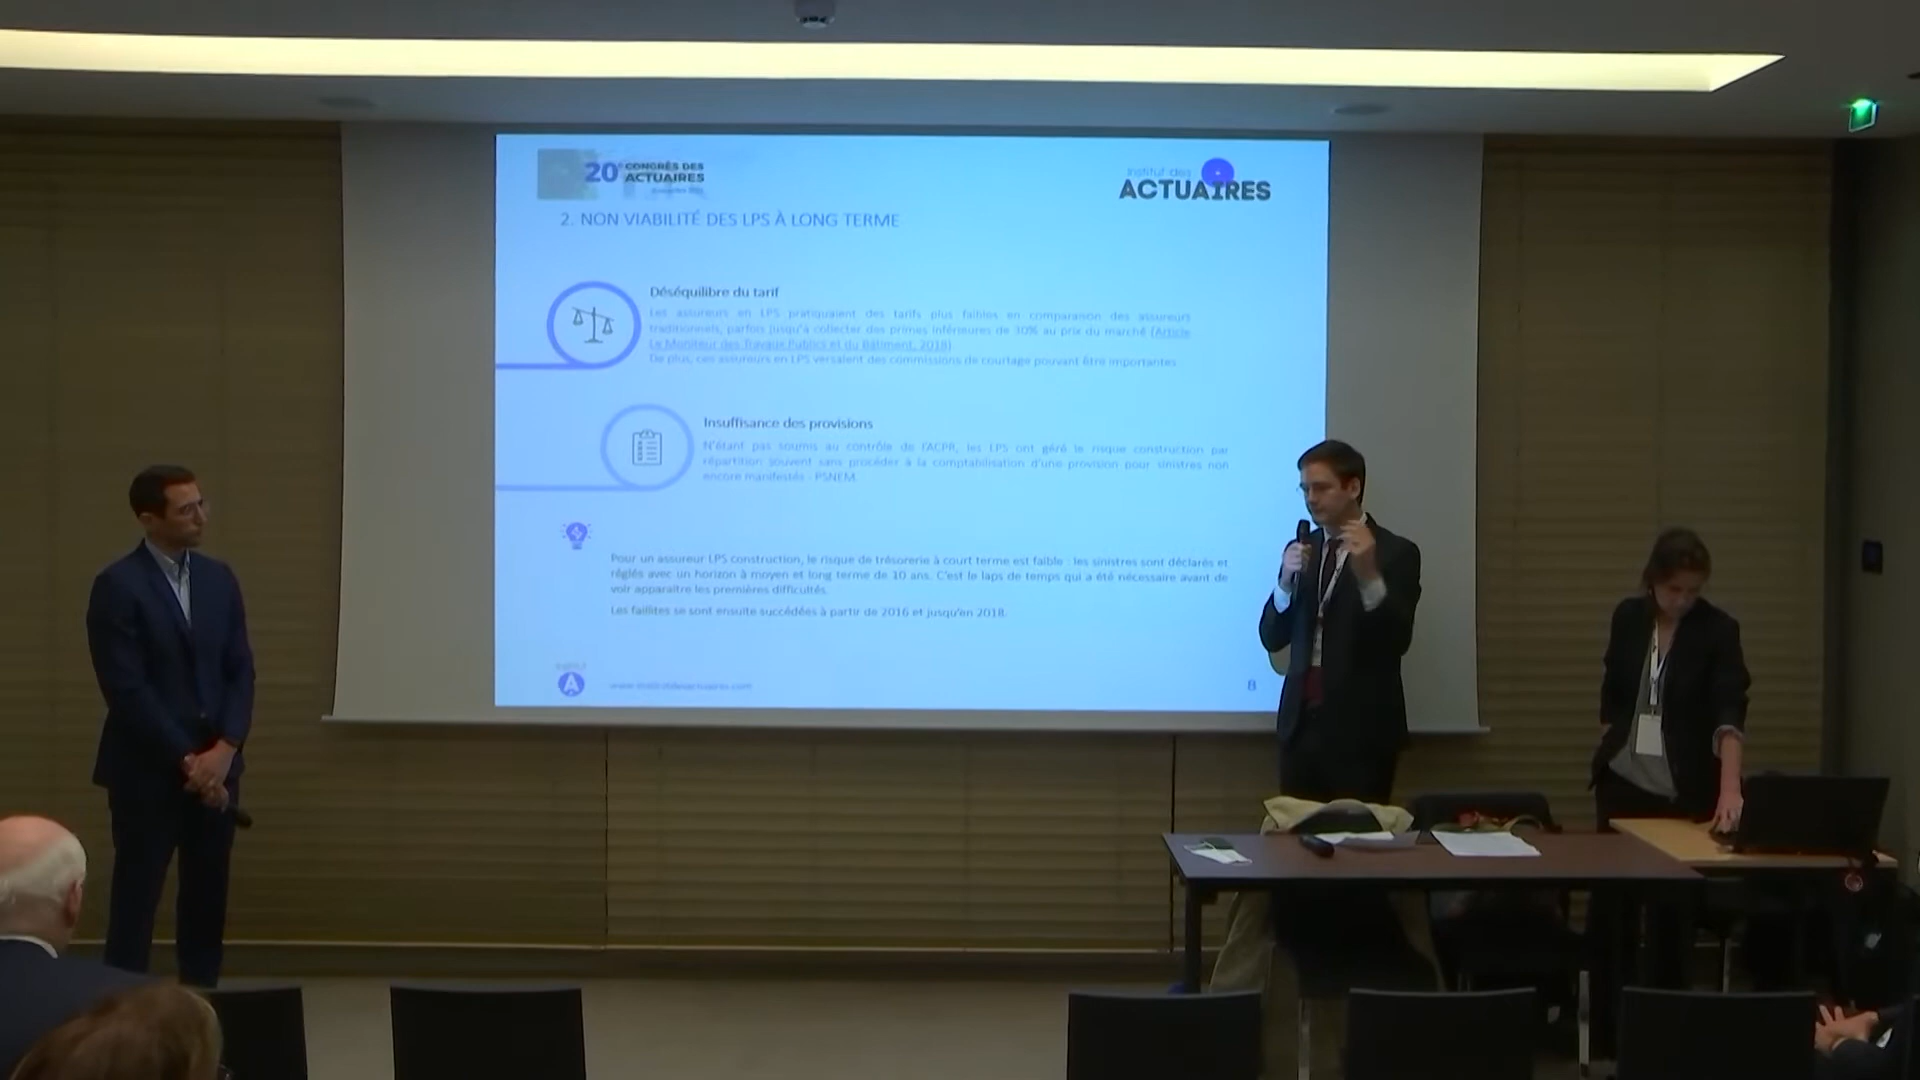 20e CONGRÈS DES
ACTUAIRES
Institut des
ACTUAIRES
2. NON VIABILITÉ DES LPS À LONG TERME
Déséquilibre du tarif
Les assureurs en LPS pratiquaient des tarifs plus faibles en comparaison des assureurs
traditionnels, parfois jusqu'à collecter des primes inférieures de 30% au prix du marché (Article
Le Moniteur des Travaux Publics et du Bâtiment, 2018).
De plus, ces assureurs en LPS versaient des commissions de courtage pouvant être importantes.
Insuffisance des provisions
N'étant pas soumis au contrôle de l'ACPR, les LPS ont géré le risque construction par
répartition souvent sans procéder à la comptabilisation d'une provision pour sinistres non
encore manifestés - PSNEM.
Pour un assureur LPS construction, le risque de trésorerie à court terme est faible : les sinistres sont déclarés et
réglés avec un horizon à moyen et long terme de 10 ans. C'est le laps de temps qui a été nécessaire avant de
voir apparaitre les premières difficultés.
Les faillites se sont ensuite succédées à partir de 2016 et jusqu'en 2018.
www.institutdesactuaires.com
8